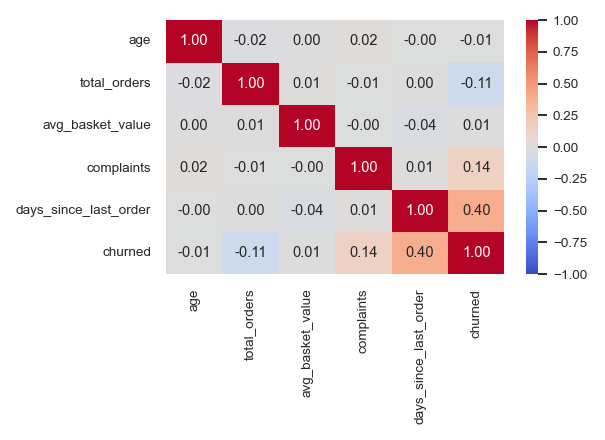 age 1.00 -0.02 0.00 0.02 -0.00 -0.01
total_orders -0.02 1.00 0.01 -0.01 0.00 -0.11
avg_basket_value 0.00 0.01 1.00 -0.00 -0.04 0.01
complaints 0.02 -0.01 -0.00 1.00 0.01 0.14
days_since_last_order -0.00 0.00 -0.04 0.01 1.00 0.40
churned -0.01 -0.11 0.01 0.14 0.40 1.00
age
total_orders
avg_basket_value
complaints
days_since_last_order
churned
1.00
0.75
0.50
0.25
0.00
−0.25
−0.50
−0.75
−1.00